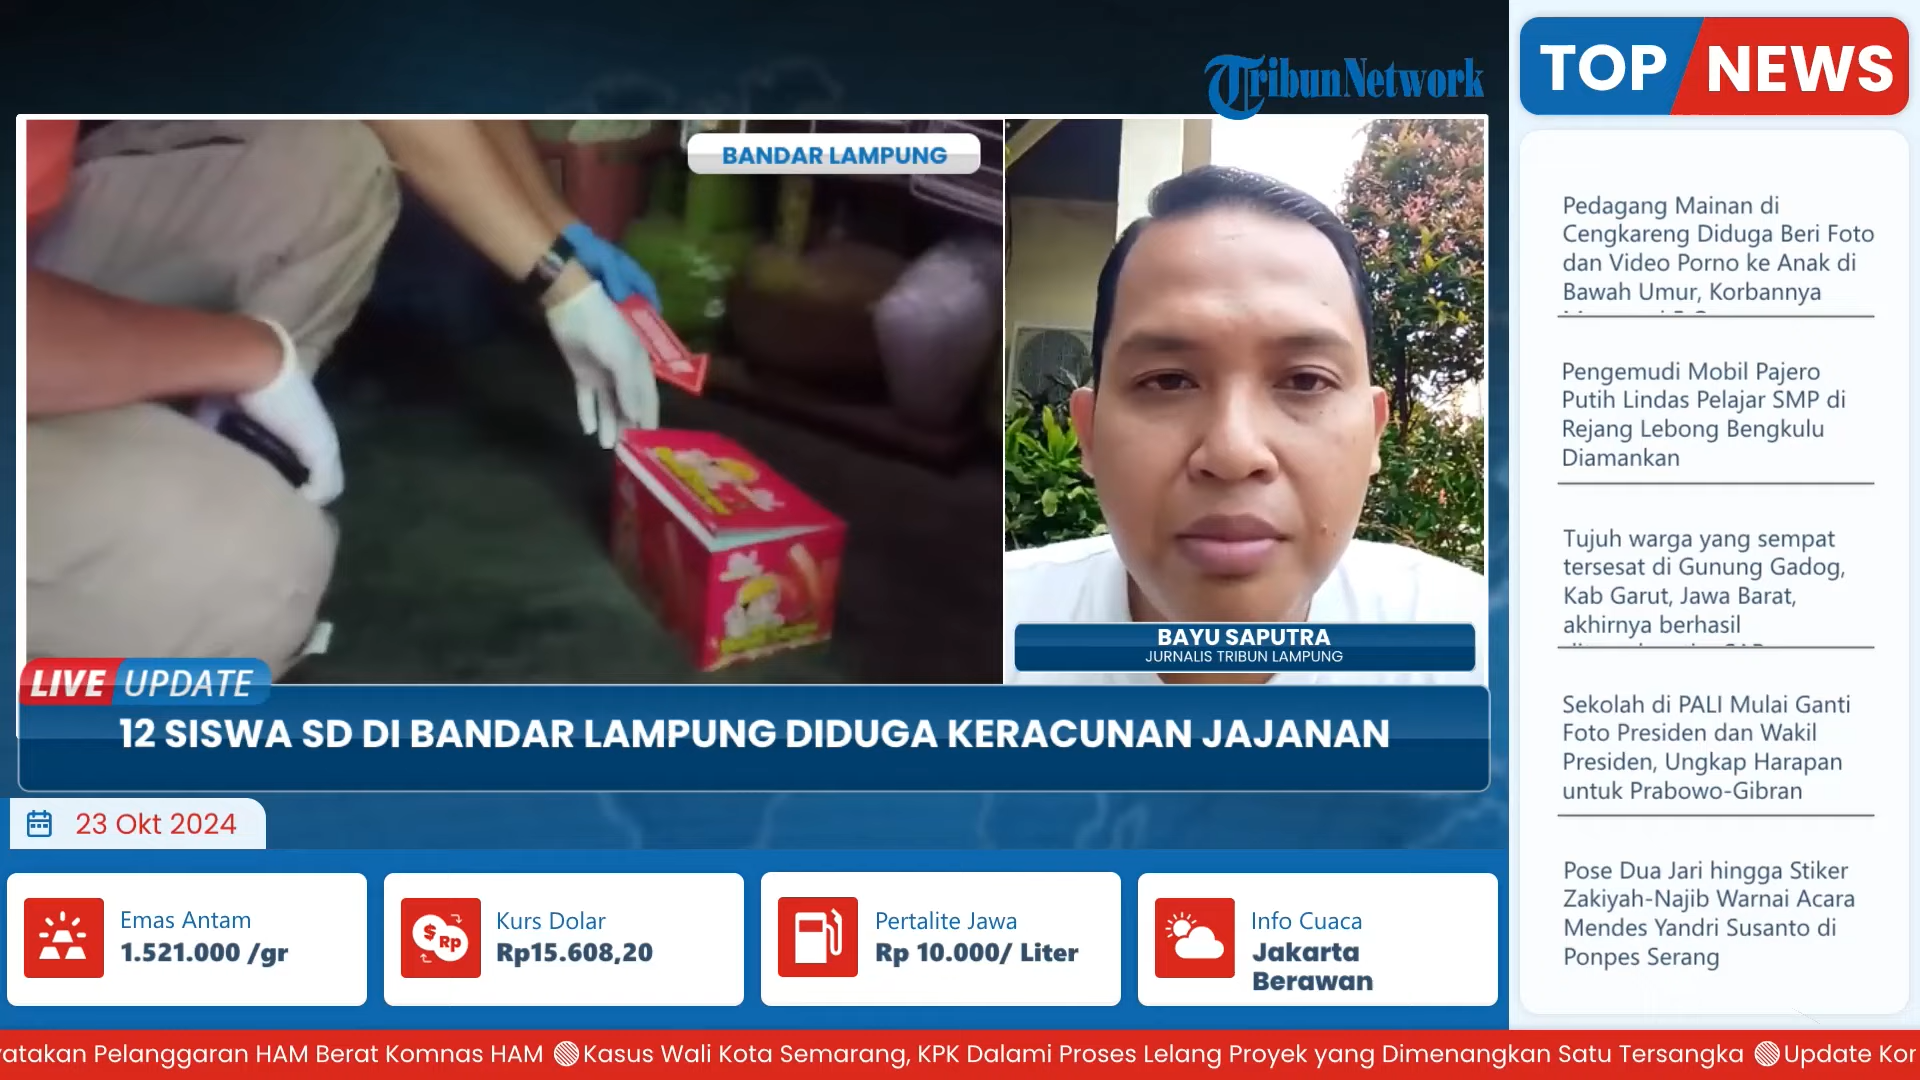 TribunNetwork
BANDAR LAMPUNG
BAYU SAPUTRA
JURNALIS TRIBUN LAMPUNG
LIVE UPDATE
12 SISWA SD DI BANDAR LAMPUNG DIDUGA KERACUNAN JAJANAN
23 Okt 2024
Emas Antam
1.521.000 /gr
Kurs Dolar
Rp15.608,20
Pertalite Jawa
Rp 10.000/ Liter
Info Cuaca
Jakarta
Berawan
TOP NEWS
Pedagang Mainan di
Cengkareng Diduga Beri Foto
dan Video Porno ke Anak di
Bawah Umur, Korbannya
Pengemudi Mobil Pajero
Putih Lindas Pelajar SMP di
Rejang Lebong Bengkulu
Diamankan
Tujuh warga yang sempat
tersesat di Gunung Gadog,
Kab Garut, Jawa Barat,
akhirnya berhasil
Sekolah di PALI Mulai Ganti
Foto Presiden dan Wakil
Presiden, Ungkap Harapan
untuk Prabowo-Gibran
Pose Dua Jari hingga Stiker
Zakiyah-Najib Warnai Acara
Mendes Yandri Susanto di
Ponpes Serang
yatakan Pelanggaran HAM Berat Komnas HAM Kasus Wali Kota Semarang, KPK Dalami Proses Lelang Proyek yang Dimenangkan Satu Tersangka Update Kor